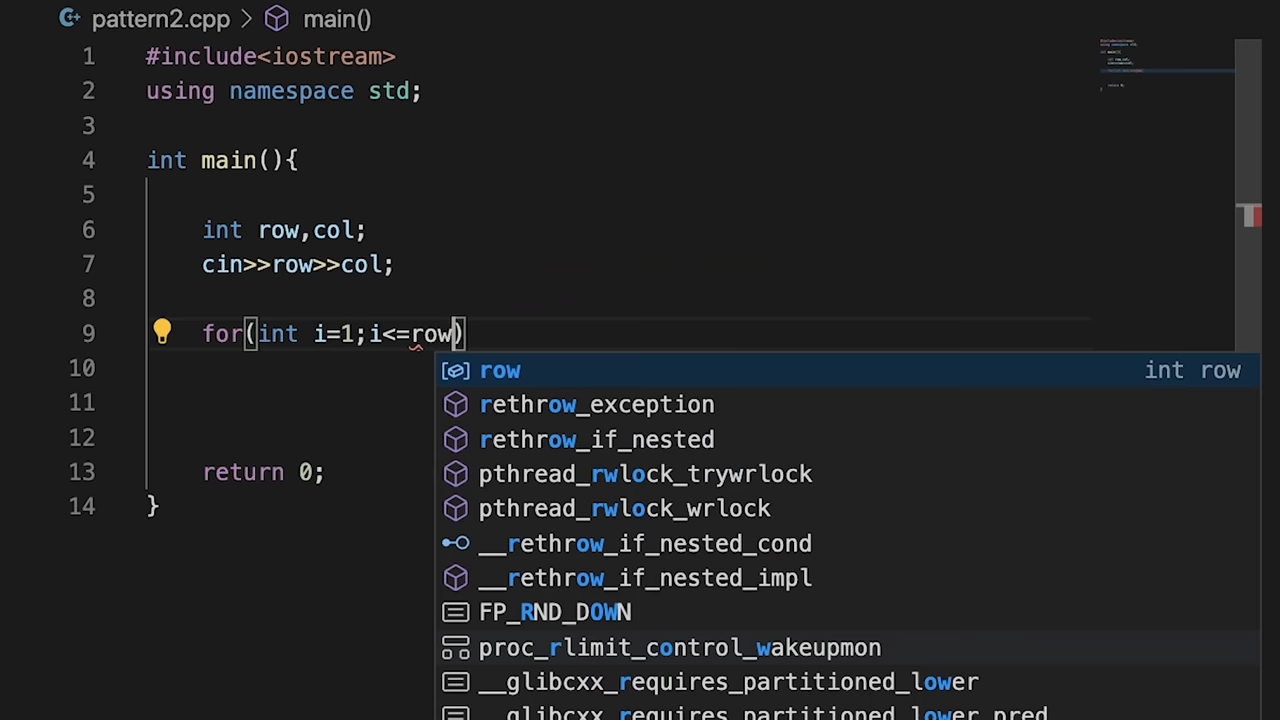 pattern2.cpp > main()
1 #include<iostream>
2 using namespace std;
3
4 int main(){
5
6 int row,col;
7 cin>>row>>col;
8
9 for(int i=1;i<=row)
10 row int row
11 rethrow_exception
12 rethrow_if_nested
13 return 0; pthread_rwlock_trywrlock
14 } pthread_rwlock_wrlock
__rethrow_if_nested_cond
__rethrow_if_nested_impl
FP_RND_DOWN
proc_rlimit_control_wakeupmon
__glibcxx_requires_partitioned_lower
__glibcxx_requires_partitioned_lower_pred